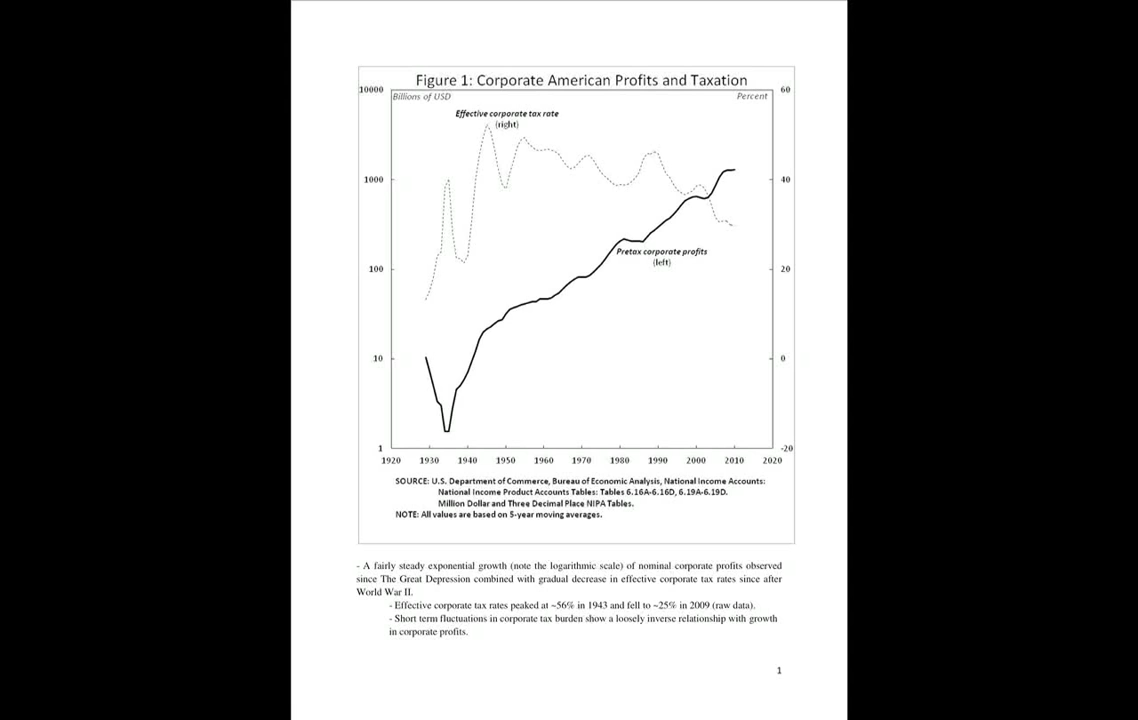 Figure 1: Corporate American Profits and Taxation
10000
Billions of USD
Percent
60
Effective corporate tax rate
(right)
1000
40
Pretax corporate profits
(left)
100
20
10
0
1
-20
1920 1930 1940 1950 1960 1970 1980 1990 2000 2010 2020
SOURCE: U.S. Department of Commerce, Bureau of Economic Analysis, National Income Accounts:
National Income Product Accounts Tables: Tables 6.16A-6.16D, 6.19A-6.19D.
Million Dollar and Three Decimal Place NIPA Tables.
NOTE: All values are based on 5-year moving averages.
- A fairly steady exponential growth (note the logarithmic scale) of nominal corporate profits observed
since The Great Depression combined with gradual decrease in effective corporate tax rates since after
World War II.
- Effective corporate tax rates peaked at ~56% in 1943 and fell to ~25% in 2009 (raw data).
- Short term fluctuations in corporate tax burden show a loosely inverse relationship with growth
in corporate profits.
1